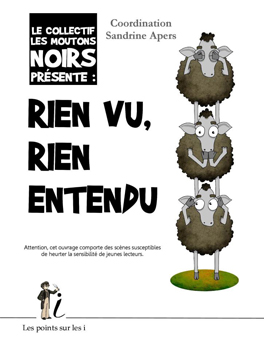 LE COLLECTIF
LES MOUTONS
NOIRS
PRÉSENTE :
Coordination
Sandrine Apers
RIEN VU,
RIEN
ENTENDU
Attention, cet ouvrage comporte des scènes susceptibles
de heurter la sensibilité de jeunes lecteurs.
i
Les points sur les i